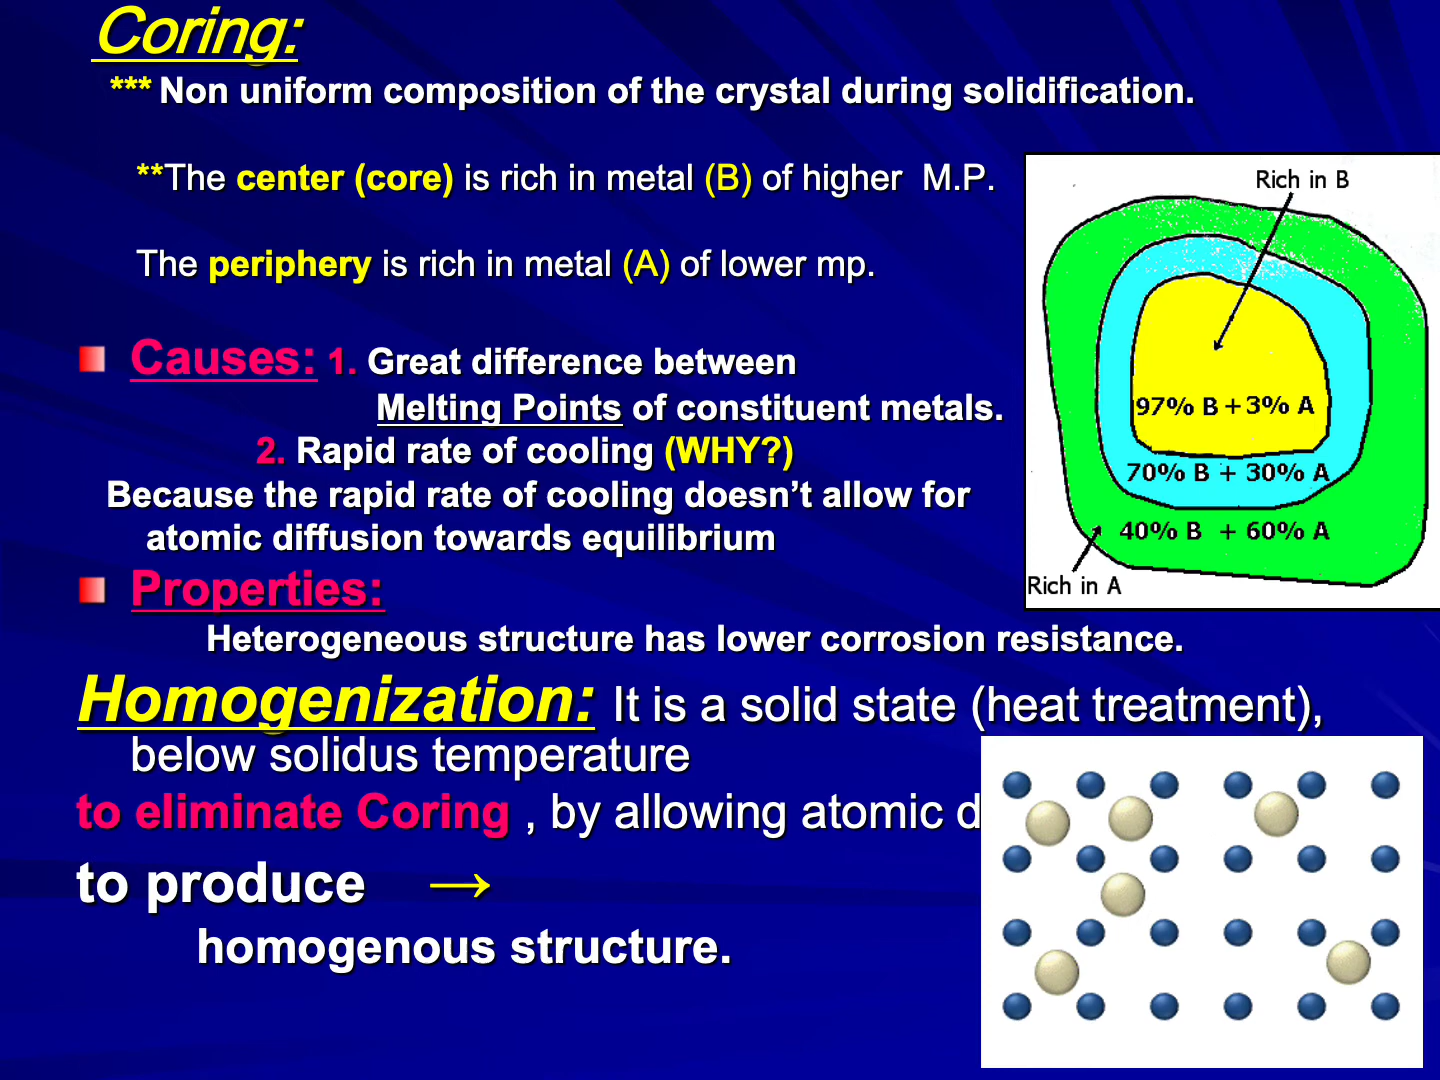 Coring:
*** Non uniform composition of the crystal during solidification.
**The center (core) is rich in metal (B) of higher M.P.
The periphery is rich in metal (A) of lower mp.
Causes: 1. Great difference between
Melting Points of constituent metals.
2. Rapid rate of cooling (WHY?)
Because the rapid rate of cooling doesn’t allow for
atomic diffusion towards equilibrium
Properties:
Heterogeneous structure has lower corrosion resistance.
Homogenization: It is a solid state (heat treatment),
below solidus temperature
to eliminate Coring , by allowing atomic
to produce →
homogenous structure.
Rich in B
97% B + 3% A
70% B + 30% A
40% B + 60% A
Rich in A